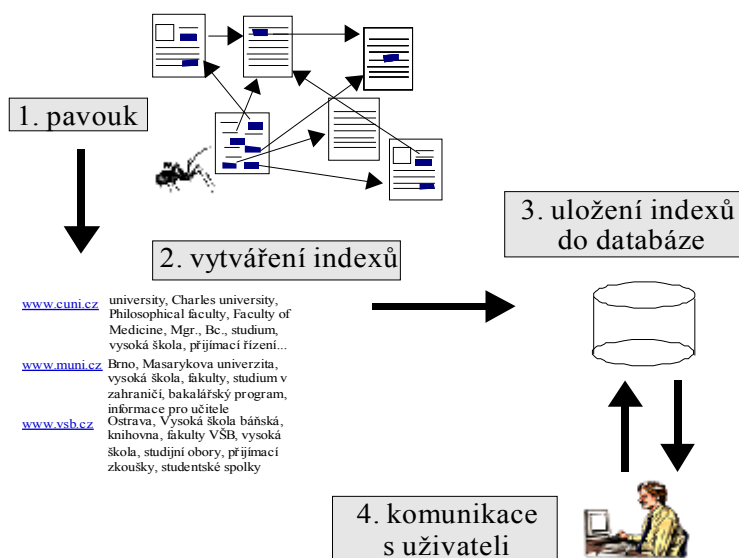 1. pavouk
2. vytváření indexů
www.cuni.cz university, Charles university,
Philosophical faculty, Faculty of
Medicine, Mgr., Bc., studium,
vysoká škola, přijímací řízení...
www.muni.cz Brno, Masarykova univerzita,
vysoká škola, fakulty, studium v
zahraničí, bakalářský program,
informace pro učitele
www.vsb.cz Ostrava, Vysoká škola báňská,
knihovna, fakulty VŠB, vysoká
škola, studijní obory, přijímací
zkoušky, studentské spolky
3. uložení indexů
do databáze
4. komunikace
s uživateli